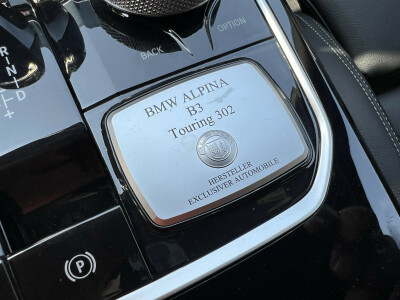 BACK
OPTION
R
N
D
+
BMW ALPINA
B3
Touring 302
HERSTELLER
EXCLUSIVER AUTOMOBILE
P